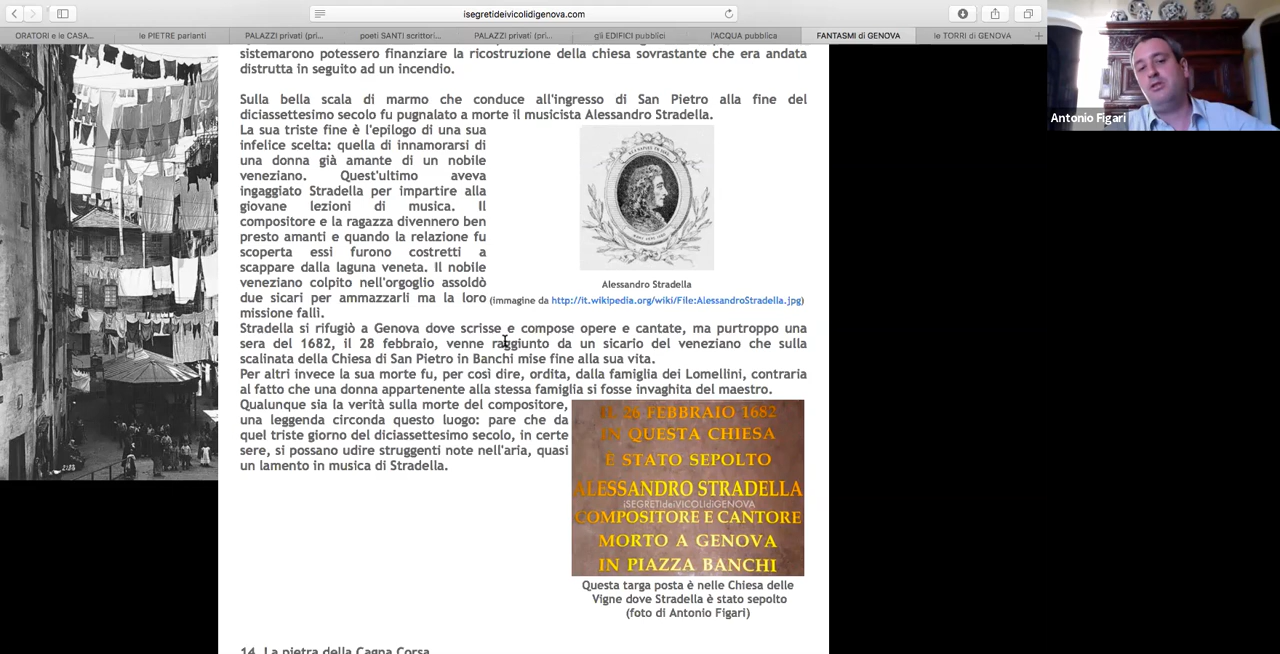 isegretideivicolidigenova.com
ORATORI e le CASA...
le PIETRE parlanti
PALAZZI privati (pri...
poeti SANTI scrittori...
PALAZZI privati (pri...
gli EDIFICI pubblici
l'ACQUA pubblica
FANTASMI di GENOVA
le TORRI di GENOVA
Antonio Figari
sistemarono potessero finanziare la ricostruzione della chiesa sovrastante che era andata
distrutta in seguito ad un incendio.
Sulla bella scala di marmo che conduce all'ingresso di San Pietro alla fine del
diciassettesimo secolo fu pugnalato a morte il musicista Alessandro Stradella.
La sua triste fine è l'epilogo di una sua
infelice scelta: quella di innamorarsi di
una donna già amante di un nobile
veneziano. Quest'ultimo aveva
ingaggiato Stradella per impartire alla
giovane lezioni di musica. Il
compositore e la ragazza divennero ben
presto amanti e quando la relazione fu
scoperta essi furono costretti a
scappare dalla laguna veneta. Il nobile
veneziano colpito nell'orgoglio assoldò
due sicari per ammazzarli ma la loro
missione fallì.
Alessandro Stradella
(immagine da http://it.wikipedia.org/wiki/File:AlessandroStradella.jpg)
Stradella si rifugiò a Genova dove scrisse e compose opere e cantate, ma purtroppo una
sera del 1682, il 28 febbraio, venne raggiunto da un sicario del veneziano che sulla
scalinata della Chiesa di San Pietro in Banchi mise fine alla sua vita.
Per altri invece la sua morte fu, per così dire, ordita, dalla famiglia dei Lomellini, contraria
al fatto che una donna appartenente alla stessa famiglia si fosse invaghita del maestro.
Qualunque sia la verità sulla morte del compositore,
una leggenda circonda questo luogo: pare che da
quel triste giorno del diciassettesimo secolo, in certe
sere, si possano udire struggenti note nell'aria, quasi
un lamento in musica di Stradella.
IL 28 FEBBRAIO 1682
IN QUESTA CHIESA
E STATO SEPOLTO
ALESSANDRO STRADELLA
iSEGRETIdeiVICOLIdiGENOVA
COMPOSITORE E CANTORE
MORTO A GENOVA
IN PIAZZA BANCHI
Questa targa posta è nelle Chiesa delle
Vigne dove Stradella è stato sepolto
(foto di Antonio Figari)
14. La pietra della Cagna Corsa